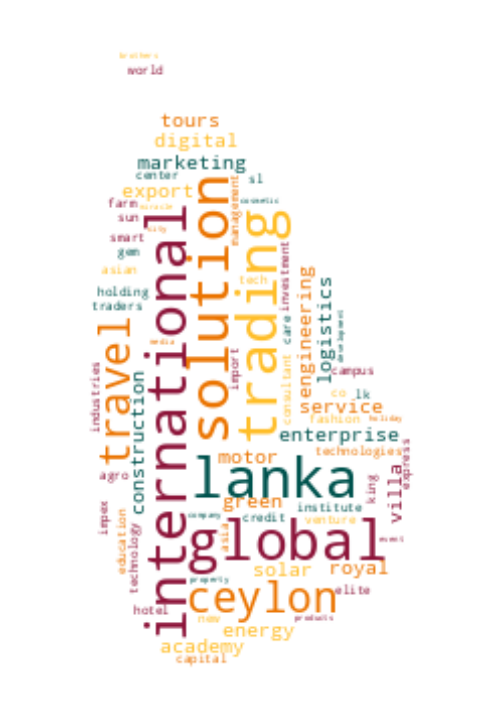 brothers
world
tours
digital
marketing
center
sl
export
solution
management
cosmetic
farm
miracle
international
trading
sun
city
smart
gem
investment
asian
tech
engineering
holding
logistics
traders
travel
care
development
media
import
industries
construction
consultant
campus
co
lk
service
fashion
holiday
enterprise
technologies
express
motor
lanka
villa
agro
king
green
institute
impex
company
credit
venture
education
technology
asia
global
event
solar
royal
property
ceylon
elite
hotel
new
products
energy
academy
capital